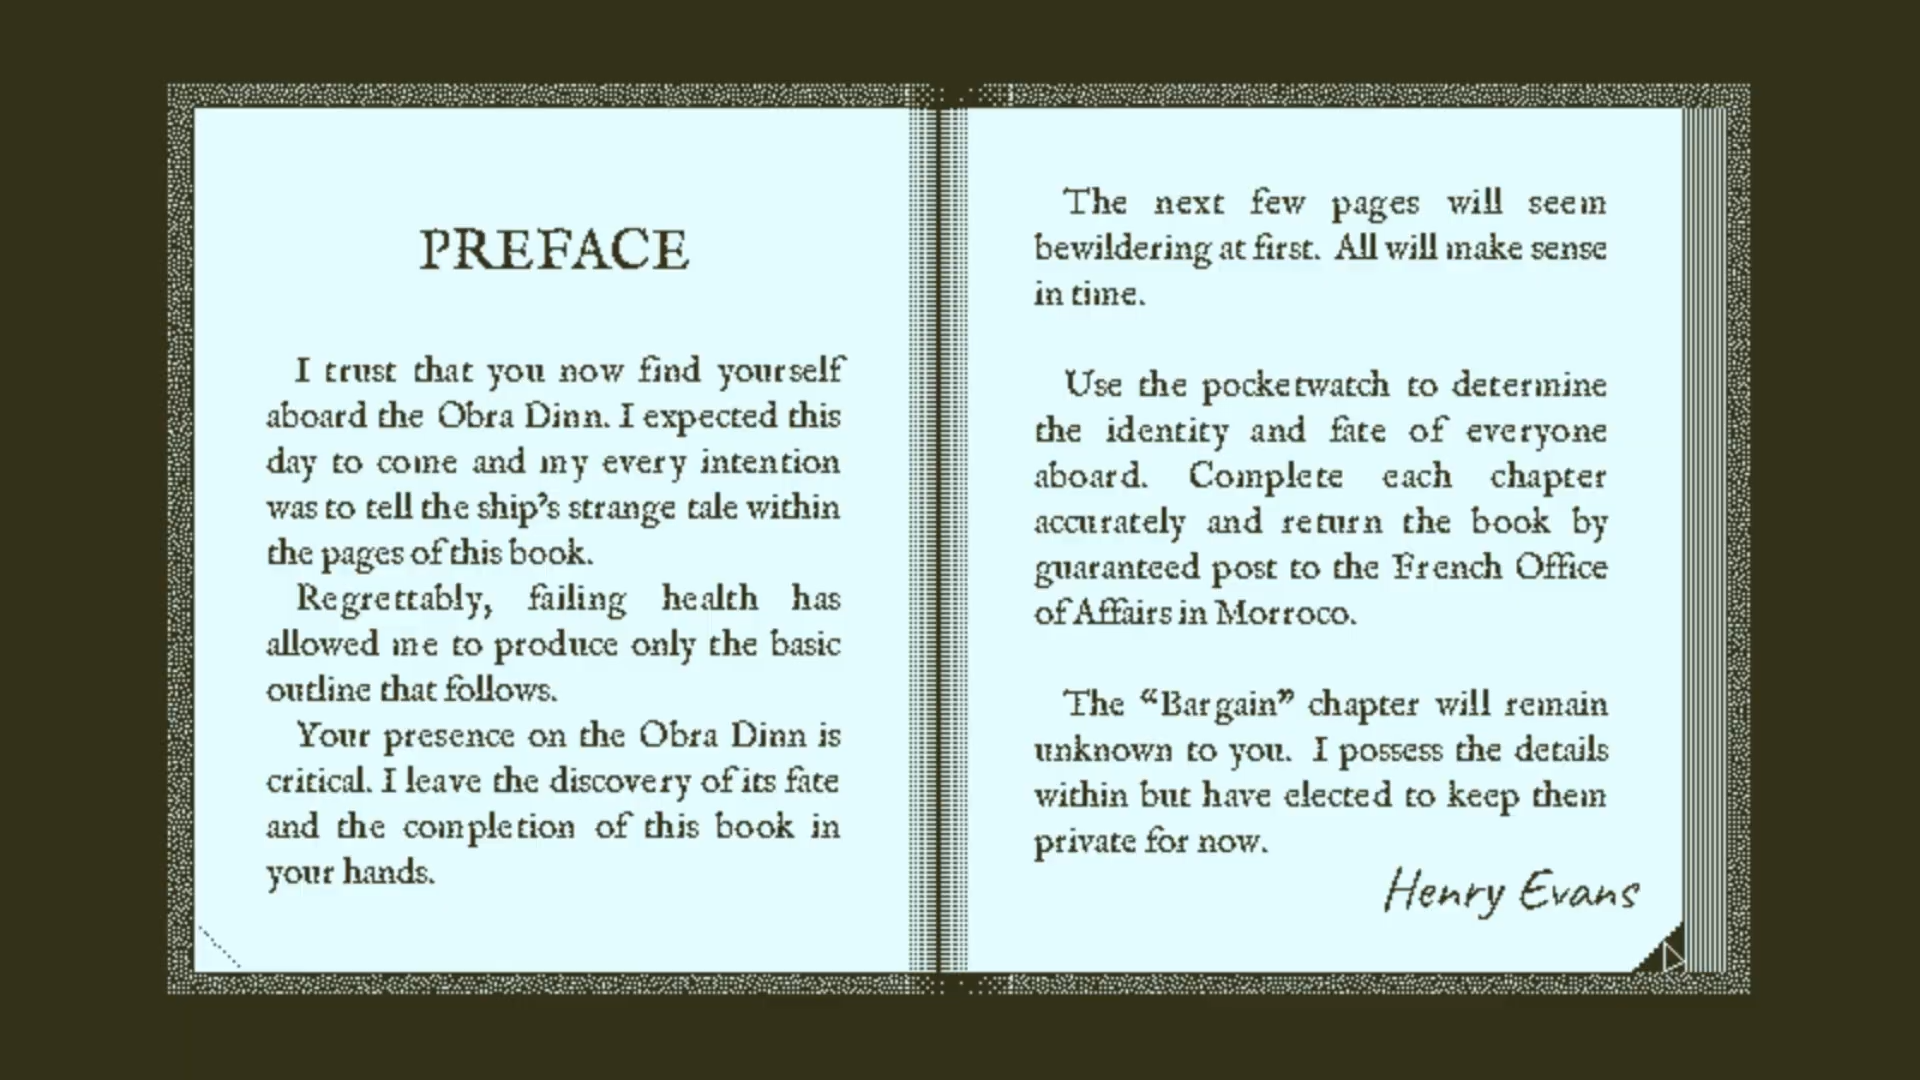 PREFACE
I trust that you now find yourself
aboard the Obra Dinn. I expected this
day to come and my every intention
was to tell the ship's strange tale within
the pages of this book.
Regrettably, failing health has
allowed me to produce only the basic
outline that follows.
Your presence on the Obra Dinn is
critical. I leave the discovery of its fate
and the completion of this book in
your hands.
The next few pages will seem
bewildering at first. All will make sense
in time.
Use the pocketwatch to determine
the identity and fate of everyone
aboard. Complete each chapter
accurately and return the book by
guaranteed post to the French Office
of Affairs in Morroco.
The “Bargain” chapter will remain
unknown to you. I possess the details
within but have elected to keep them
private for now.
Henry Evans